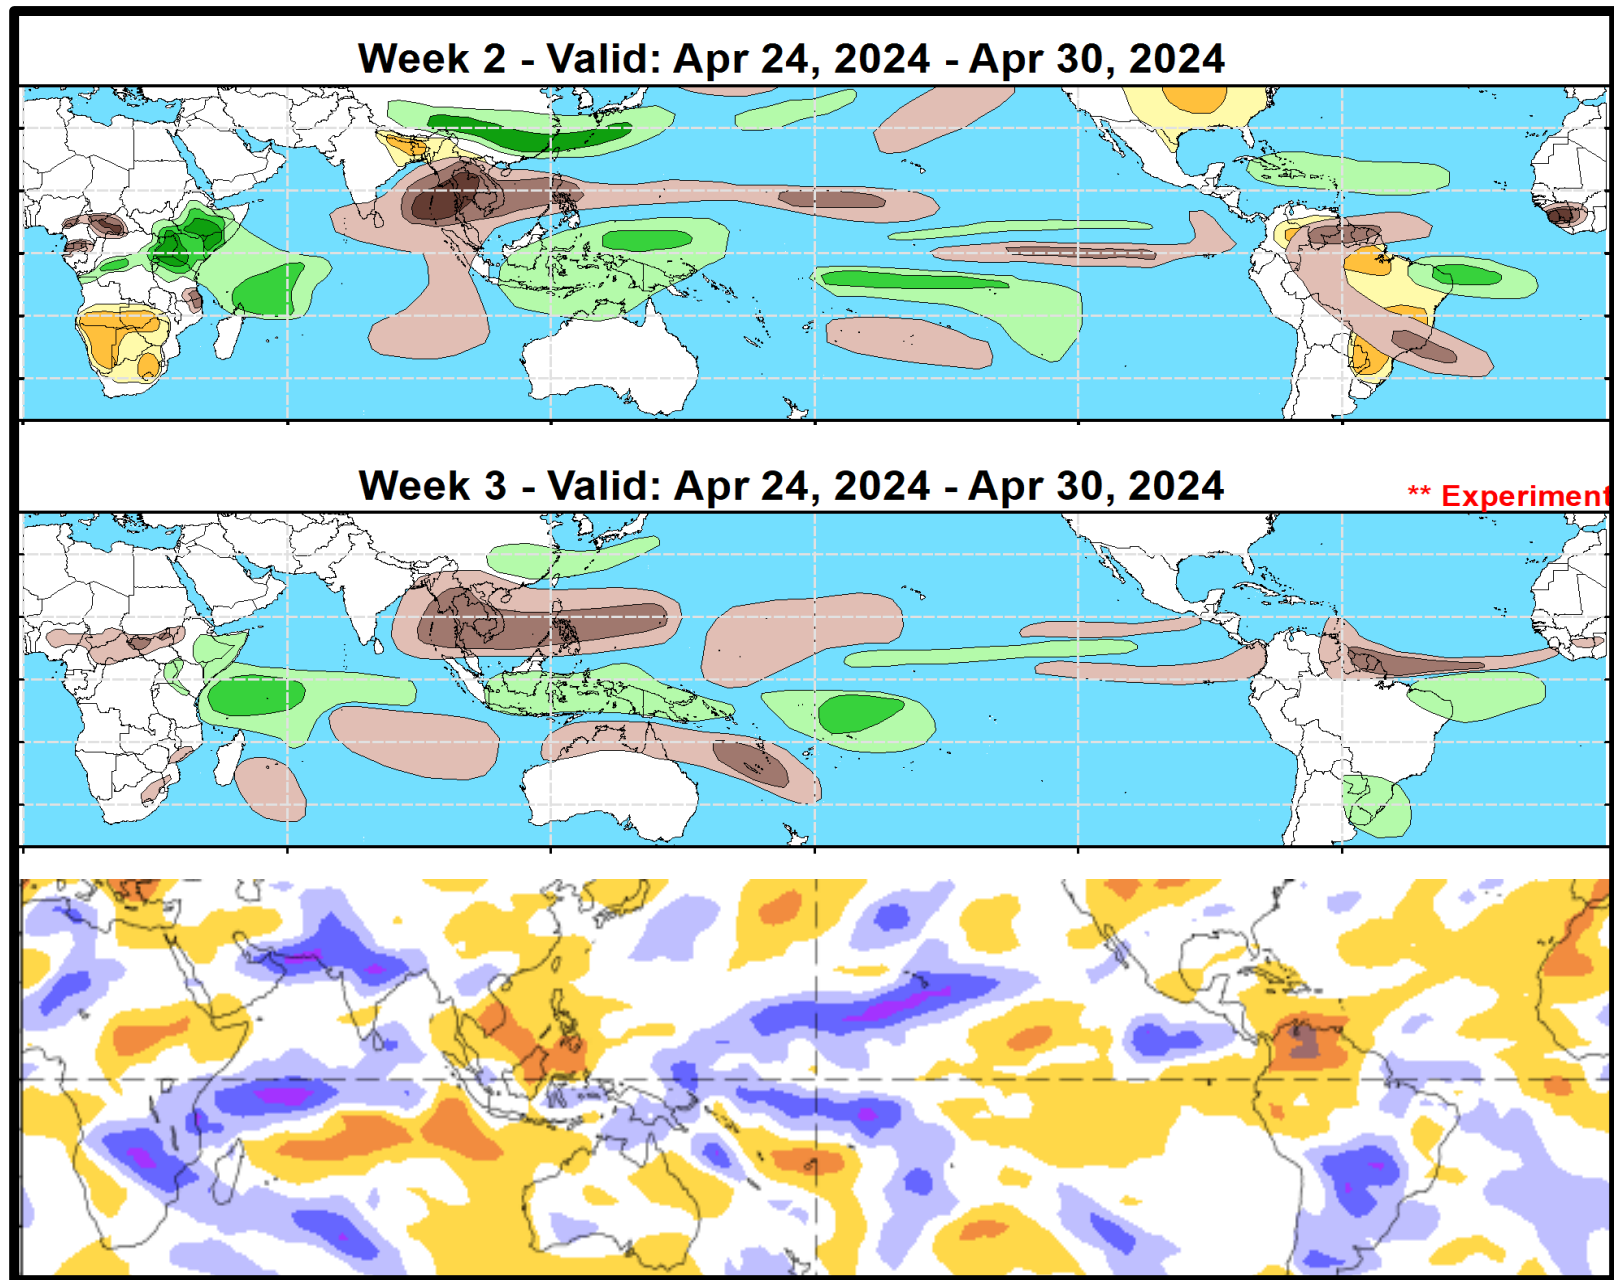 Week 2 - Valid: Apr 24, 2024 - Apr 30, 2024
Week 3 - Valid: Apr 24, 2024 - Apr 30, 2024
** Experiment